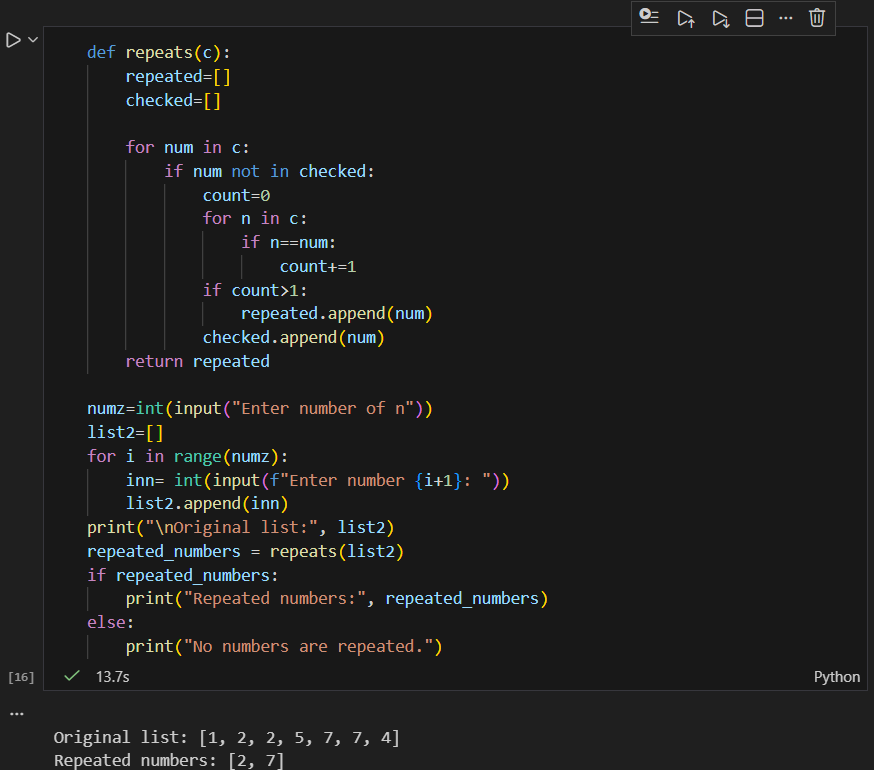 def repeats(c):
    repeated=[]
    checked=[]

    for num in c:
        if num not in checked:
            count=0
            for n in c:
                if n==num:
                    count+=1
            if count>1:
                repeated.append(num)
            checked.append(num)
    return repeated

numz=int(input("Enter number of n"))
list2=[]
for i in range(numz):
    inn= int(input(f"Enter number {i+1}: "))
    list2.append(inn)
print("\nOriginal list:", list2)
repeated_numbers = repeats(list2)
if repeated_numbers:
    print("Repeated numbers:", repeated_numbers)
else:
    print("No numbers are repeated.")
[16] 13.7s Python
...
Original list: [1, 2, 2, 5, 7, 7, 4]
Repeated numbers: [2, 7]